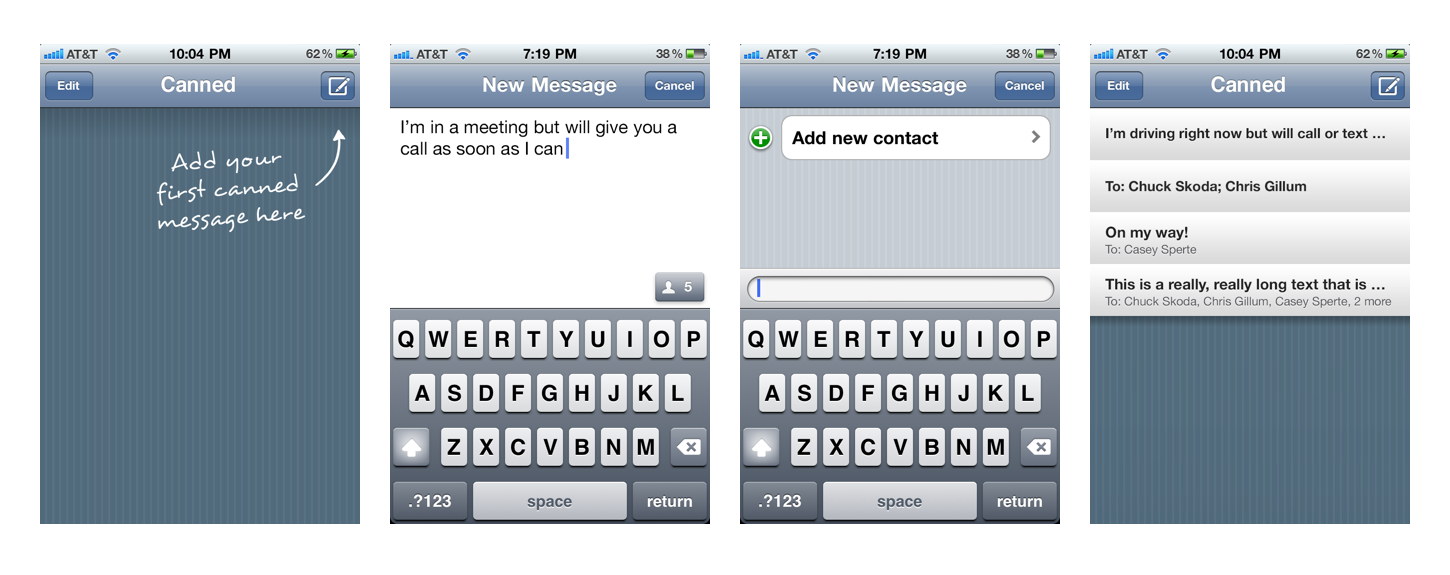 AT&T 10:04 PM 62%
Edit Canned
Add your
first canned
message here
AT&T 7:19 PM 38%
New Message Cancel
I'm in a meeting but will give you a
call as soon as I can
5
Q W E R T Y U I O P
A S D F G H J K L
Z X C V B N M
.?123 space return
AT&T 7:19 PM 38%
New Message Cancel
Add new contact
Q W E R T Y U I O P
A S D F G H J K L
Z X C V B N M
.?123 space return
AT&T 10:04 PM 62%
Edit Canned
I'm driving right now but will call or text ...
To: Chuck Skoda; Chris Gillum
On my way!
To: Casey Sperte
This is a really, really long text that is ...
To: Chuck Skoda, Chris Gillum, Casey Sperte, 2 more